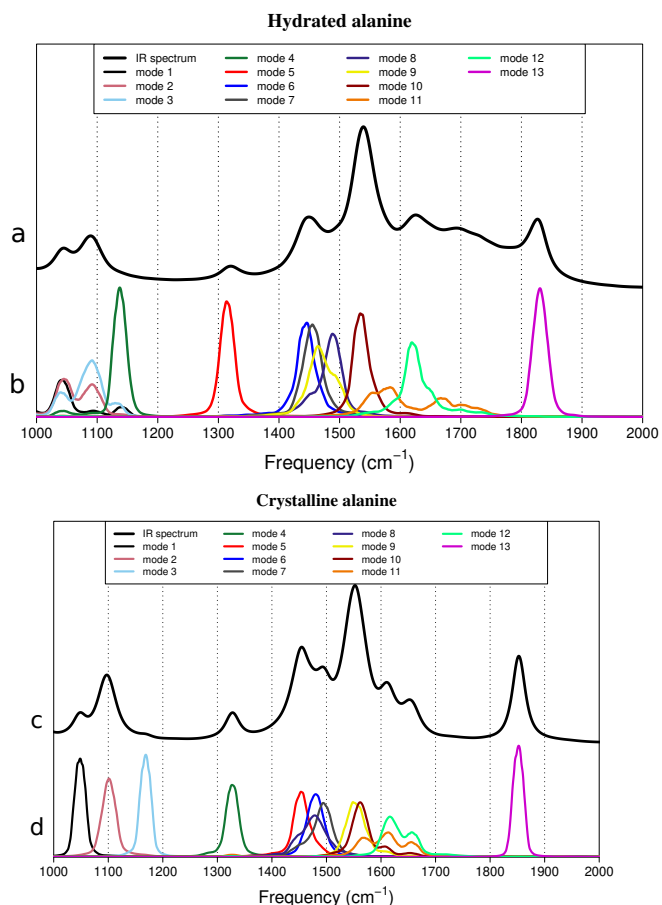 Hydrated alanine
IR spectrum mode 4 mode 8 mode 12
mode 1 mode 5 mode 9 mode 13
mode 2 mode 6 mode 10
mode 3 mode 7 mode 11
a
b
1000 1100 1200 1300 1400 1500 1600 1700 1800 1900 2000
Frequency (cm⁻¹)
Crystalline alanine
IR spectrum mode 4 mode 8 mode 12
mode 1 mode 5 mode 9 mode 13
mode 2 mode 6 mode 10
mode 3 mode 7 mode 11
c
d
1000 1100 1200 1300 1400 1500 1600 1700 1800 1900 2000
Frequency (cm⁻¹)